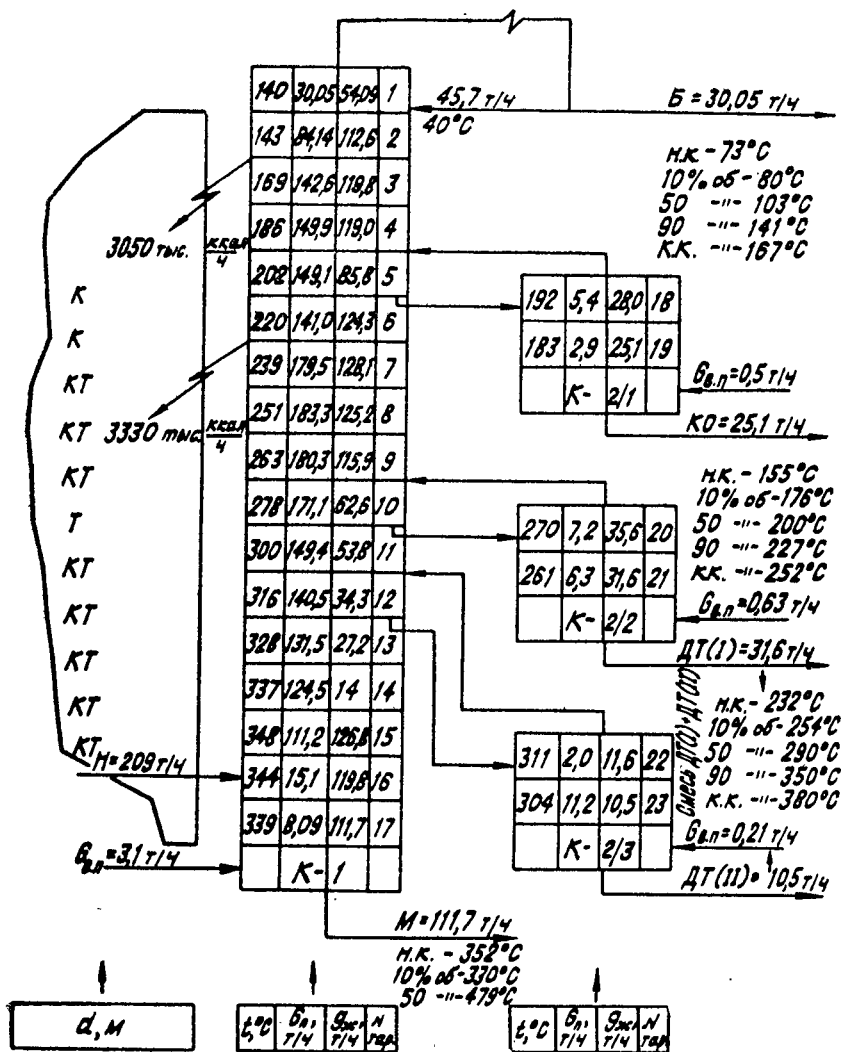 140 30,05 54,09 1
45,7 т/ч
40°C
Б = 30,05 т/ч
143 84,14 112,6 2
169 142,6 119,8 3
186 149,9 119,0 4
3050 тыс. ккал/ч
202 149,1 85,8 5
220 141,0 124,3 6
239 179,5 128,1 7
251 183,3 125,2 8
3330 тыс. ккал/ч
263 180,3 115,9 9
278 171,1 62,6 10
300 149,4 53,8 11
316 140,5 34,3 12
328 131,5 27,2 13
337 124,5 14 14
348 111,2 126,8 15
344 15,1 119,8 16
339 8,09 111,7 17
К-1
К
К
КТ
КТ
КТ
Т
КТ
КТ
КТ
КТ
КТ
Н=209 т/ч
Gв.п=3,1 т/ч
н.к. - 73°C
10% об - 80°C
50 -"- 103°C
90 -"- 141°C
К.К. -"- 167°C
192 5,4 28,0 18
183 2,9 25,1 19
К- 2/1
Gв.п=0,5 т/ч
КО=25,1 т/ч
н.к. - 155°C
10% об - 176°C
50 -"- 200°C
90 -"- 227°C
К.К. -"- 252°C
270 7,2 35,6 20
261 6,3 31,6 21
К- 2/2
Gв.п=0,63 т/ч
ДТ(I)=31,6 т/ч
Смесь ДТ(I)+ДТ(II)
н.к. - 232°C
10% об - 254°C
50 -"- 290°C
90 -"- 350°C
К.К. -"- 380°C
311 2,0 11,6 22
304 11,2 10,5 23
К- 2/3
Gв.п=0,21 т/ч
ДТ(II)= 10,5 т/ч
М=111,7 т/ч
н.к. - 352°C
10% об - 330°C
50 -"- 479°C
d, м
t,°C Gп, т/ч gж, т/ч N тар.
t,°C Gп, т/ч gж, т/ч N тар.